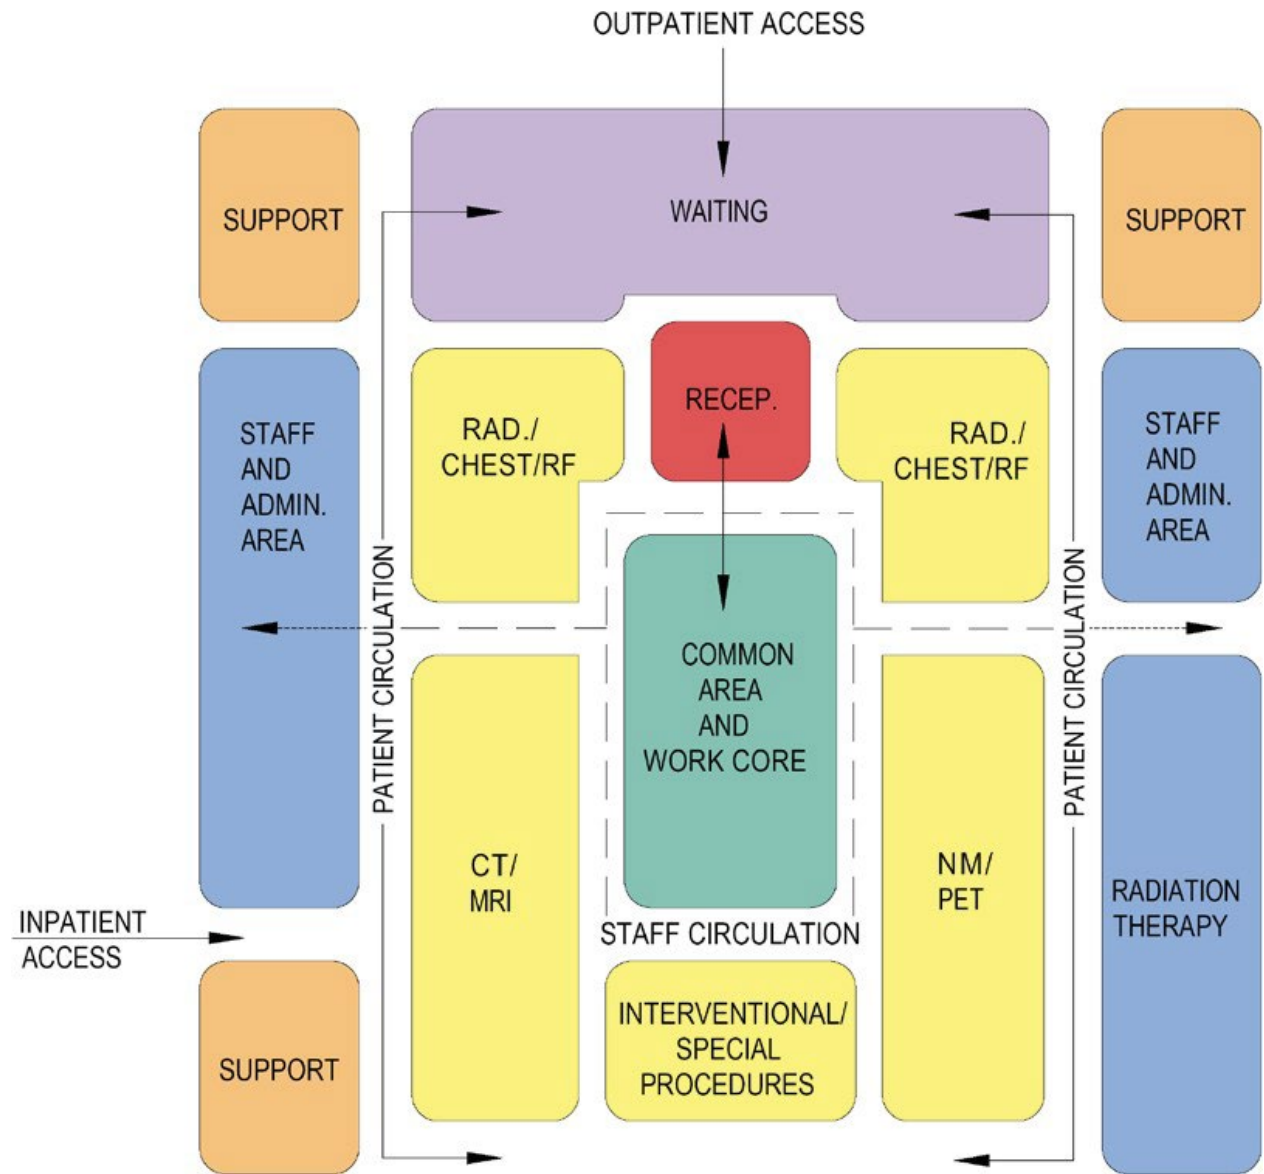 OUTPATIENT ACCESS
SUPPORT
WAITING
SUPPORT
RECEP.
RAD./
CHEST/RF
RAD./
CHEST/RF
STAFF
AND
ADMIN.
AREA
STAFF
AND
ADMIN.
AREA
PATIENT CIRCULATION
PATIENT CIRCULATION
COMMON
AREA
AND
WORK CORE
CT/
MRI
NM/
PET
RADIATION
THERAPY
INPATIENT
ACCESS
STAFF CIRCULATION
SUPPORT
INTERVENTIONAL/
SPECIAL
PROCEDURES